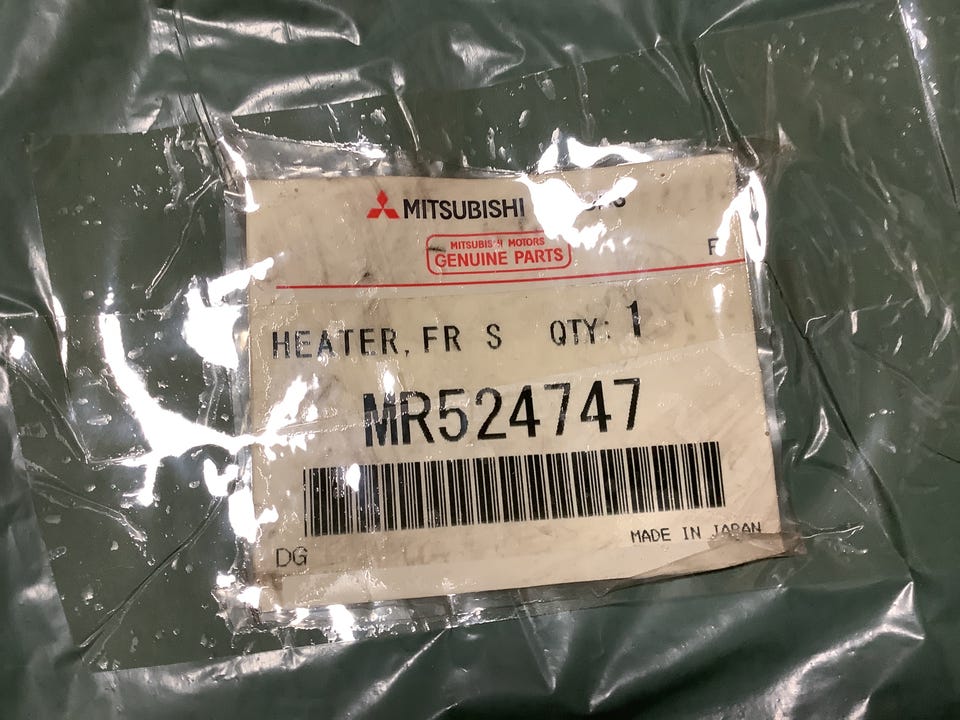 MITSUBISHI
MITSUBISHI MOTORS
GENUINE PARTS
F
HEATER, FR S QTY: 1
MR524747
DG
MADE IN JAPAN